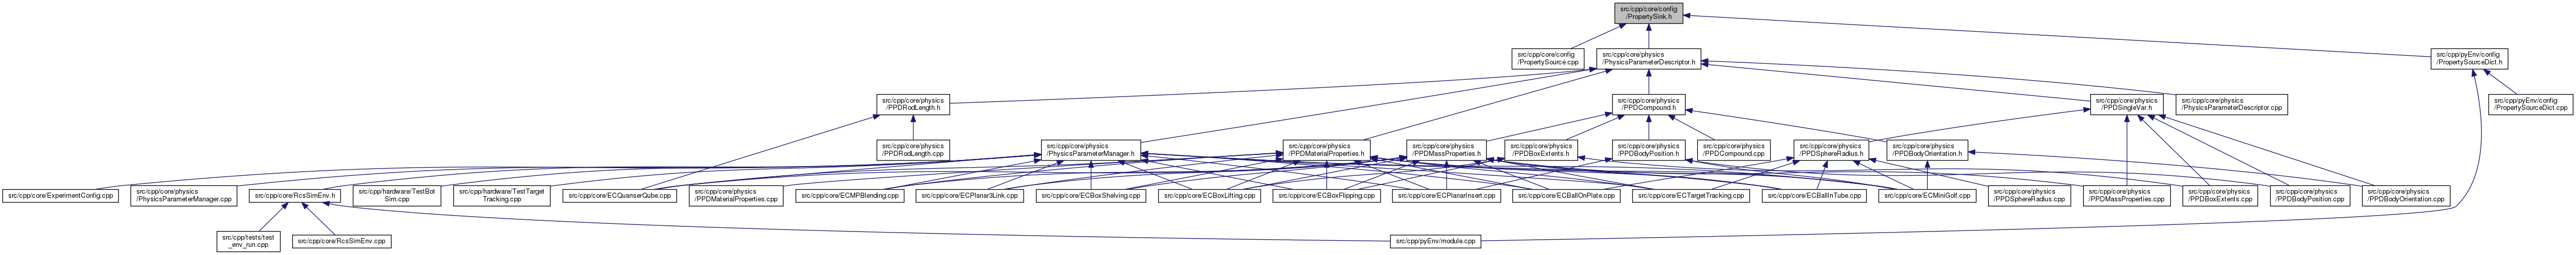 src/cpp/core/config
/PropertySink.h
src/cpp/core/config
/PropertySource.cpp
src/cpp/core/physics
/PhysicsParameterDescriptor.h
src/cpp/pyEnv/config
/PropertySourceDict.h
src/cpp/core/physics
/PPDRodLength.h
src/cpp/core/physics
/PPDCompound.h
src/cpp/core/physics
/PPDSingleVar.h
src/cpp/core/physics
/PhysicsParameterDescriptor.cpp
src/cpp/pyEnv/config
/PropertySourceDict.cpp
src/cpp/core/physics
/PPDRodLength.cpp
src/cpp/core/physics
/PhysicsParameterManager.h
src/cpp/core/physics
/PPDMaterialProperties.h
src/cpp/core/physics
/PPDMassProperties.h
src/cpp/core/physics
/PPDBoxExtents.h
src/cpp/core/physics
/PPDBodyPosition.h
src/cpp/core/physics
/PPDCompound.cpp
src/cpp/core/physics
/PPDSphereRadius.h
src/cpp/core/physics
/PPDBodyOrientation.h
src/cpp/core/ExperimentConfig.cpp
src/cpp/core/physics
/PhysicsParameterManager.cpp
src/cpp/core/RcsSimEnv.h
src/cpp/hardware/TestBot
Sim.cpp
src/cpp/hardware/TestTarget
Tracking.cpp
src/cpp/core/ECQuanserQube.cpp
src/cpp/core/physics
/PPDMaterialProperties.cpp
src/cpp/core/ECMPBlending.cpp
src/cpp/core/ECPlanar3Link.cpp
src/cpp/core/ECBoxShelving.cpp
src/cpp/core/ECBoxLifting.cpp
src/cpp/core/ECBoxFlipping.cpp
src/cpp/core/ECPlanarInsert.cpp
src/cpp/core/ECBallOnPlate.cpp
src/cpp/core/ECTargetTracking.cpp
src/cpp/core/ECBallInTube.cpp
src/cpp/core/ECMiniGolf.cpp
src/cpp/core/physics
/PPDSphereRadius.cpp
src/cpp/core/physics
/PPDMassProperties.cpp
src/cpp/core/physics
/PPDBoxExtents.cpp
src/cpp/core/physics
/PPDBodyPosition.cpp
src/cpp/core/physics
/PPDBodyOrientation.cpp
src/cpp/tests/test
_env_run.cpp
src/cpp/core/RcsSimEnv.cpp
src/cpp/pyEnv/module.cpp